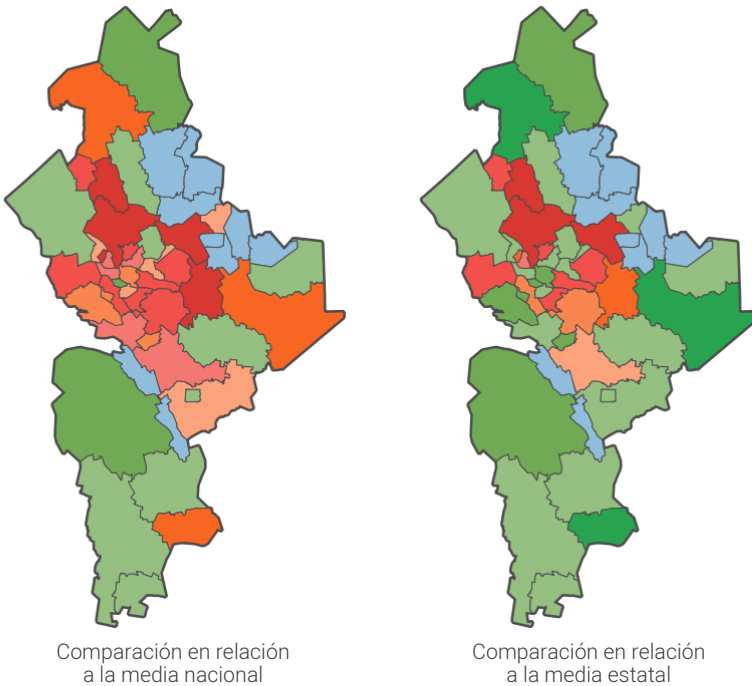 Comparación en relación
a la media nacional
Comparación en relación
a la media estatal